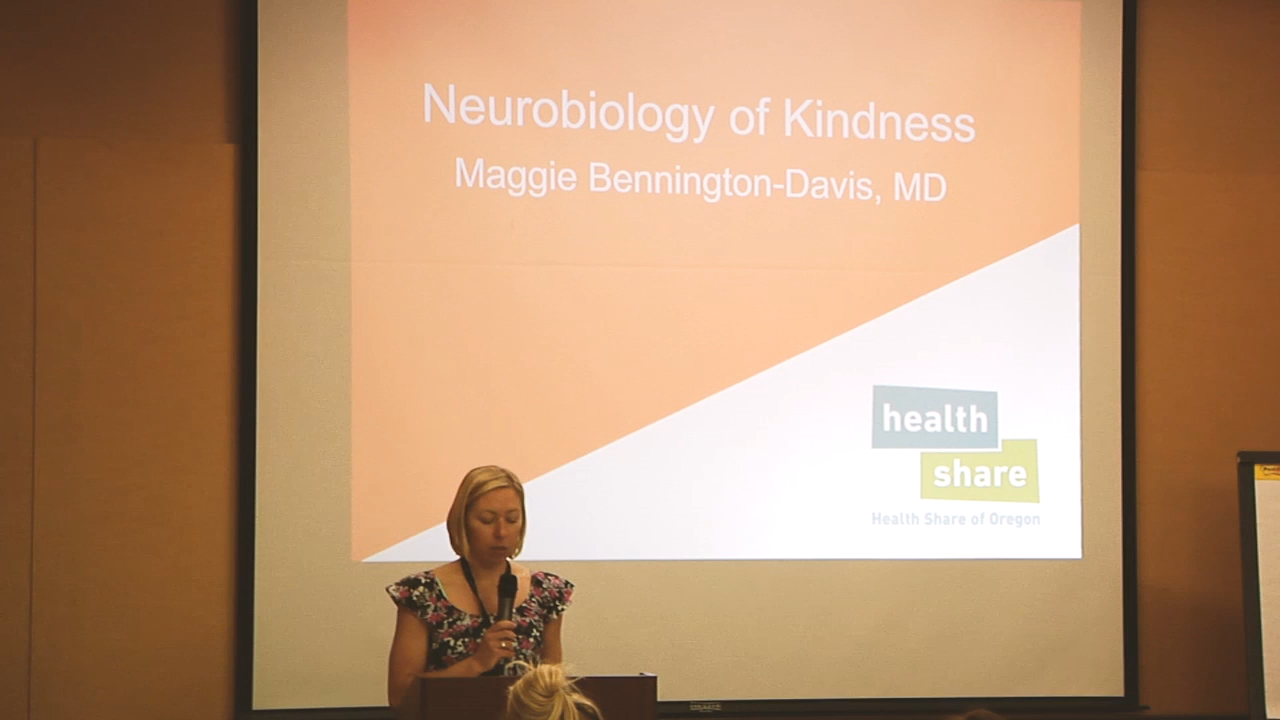 Neurobiology of Kindness
Maggie Bennington-Davis, MD
health
share
Health Share of Oregon